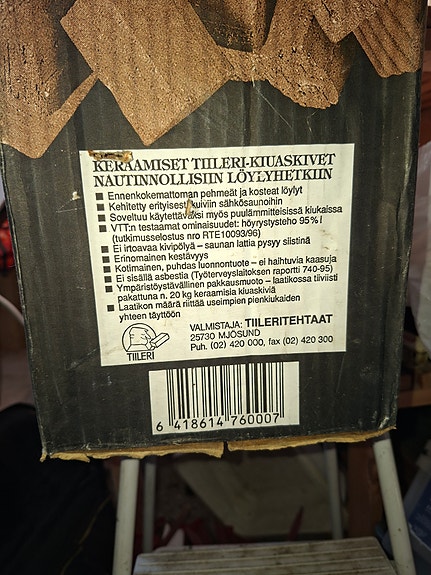 KERAAMISET TIILERI-KIUASKIVET
NAUTINNOLLISIIN LÖYLYHETKIIN
■ Ennenkokemattoman pehmeät ja kosteat löylyt
■ Kehitetty erityisesti kuiviin sähkösaunoihin
■ Soveltuu käytettäväksi myös puulämmitteisissä kiukaissa
■ VTT:n testaamat ominaisuudet: höyrystysteho 95% !
(tutkimusselostus nro RTE10093/96)
■ Ei irtoavaa kivipölyä – saunan lattia pysyy siistinä
■ Erinomainen kestävyys
■ Kotimainen, puhdas luonnontuote – ei haihtuvia kaasuja
■ Ei sisällä asbestia (Työterveyslaitoksen raportti 740-95)
■ Ympäristöystävällinen pakkausmuoto – laatikossa tiiviisti
pakattuna n. 20 kg keraamisia kiuaskiviä
■ Laatikon määrä riittää useimpien pienkiukaiden
yhteen täyttöön
VALMISTAJA: TIILERITEHTAAT
25730 MJÖSUND
Puh. (02) 420 000, fax (02) 420 300
TIILERI
6 418614 760007